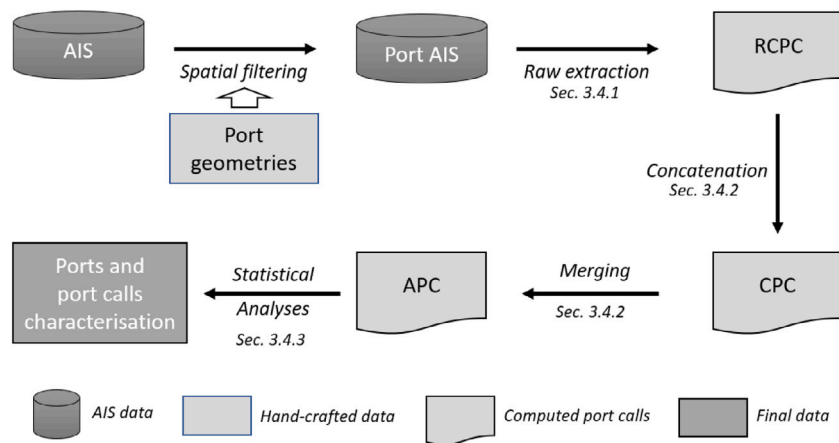 AIS
Spatial filtering
Port AIS
Raw extraction
Sec. 3.4.1
RCPC
Port
geometries
Concatenation
Sec. 3.4.2
Ports and
port calls
characterisation
Statistical
Analyses
Sec. 3.4.3
APC
Merging
Sec. 3.4.2
CPC
AIS data
Hand-crafted data
Computed port calls
Final data